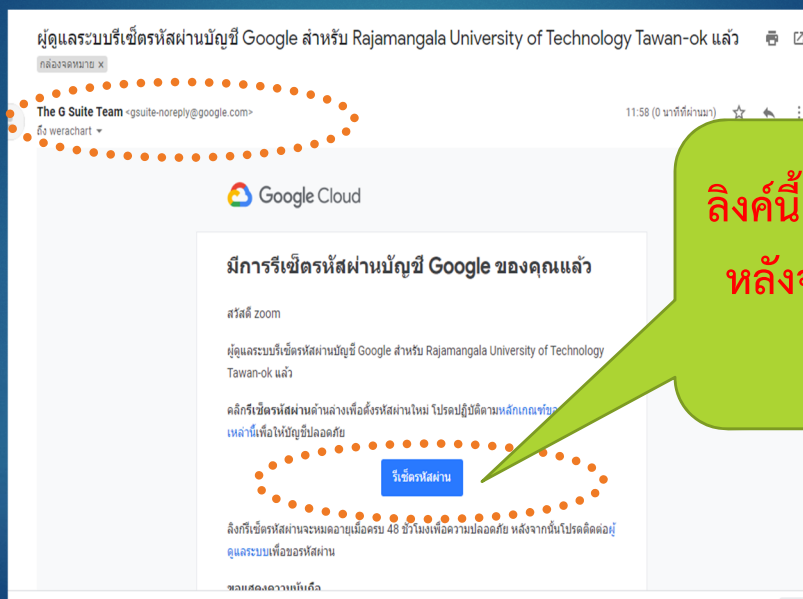 ผู้ดูแลระบบรีเซ็ตรหัสผ่านบัญชี Google สำหรับ Rajamangala University of Technology Tawan-ok แล้ว
กล่องจดหมาย x
The G Suite Team <gsuite-noreply@google.com>
11:58 (0 นาทีที่ผ่านมา)
ถึง werachart
ลิงค์นี้
หลัง
Google Cloud
มีการรีเซ็ตรหัสผ่านบัญชี Google ของคุณแล้ว
สวัสดี zoom
ผู้ดูแลระบบรีเซ็ตรหัสผ่านบัญชี Google สำหรับ Rajamangala University of Technology
Tawan-ok แล้ว
คลิกรีเซ็ตรหัสผ่านด้านล่างเพื่อตั้งรหัสผ่านใหม่ โปรดปฏิบัติตามหลักเกณฑ์
เหล่านี้เพื่อให้บัญชีปลอดภัย
รีเซ็ตรหัสผ่าน
ลิงก์รีเซ็ตรหัสผ่านจะหมดอายุเมื่อครบ 48 ชั่วโมงเพื่อความปลอดภัย หลังจากนั้นโปรดติดต่อผู้
ดูแลระบบเพื่อขอรหัสผ่าน
ขอแสดงความนับถือ